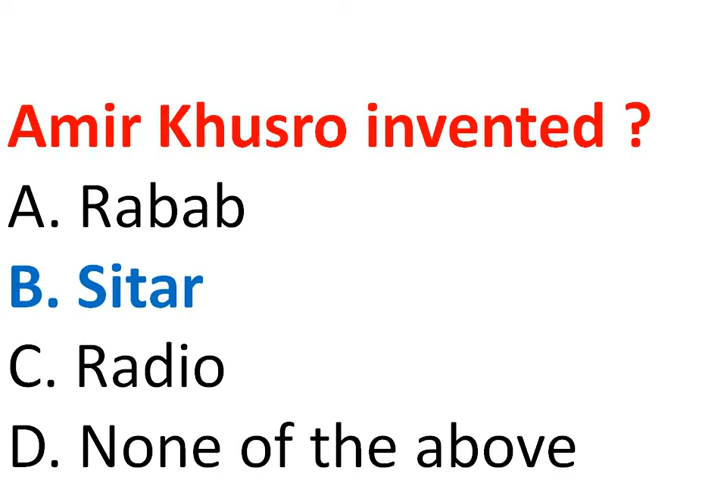 Amir Khusro invented ?
A. Rabab
B. Sitar
C. Radio
D. None of the above